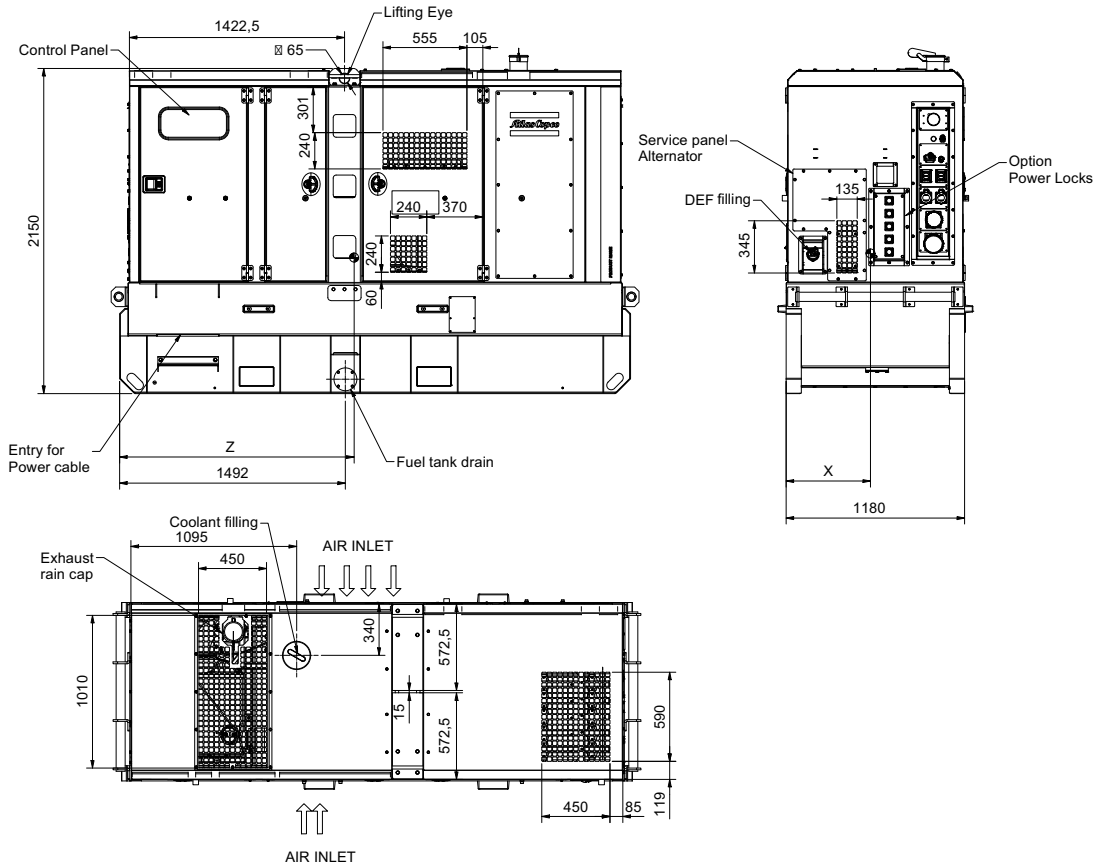 Lifting Eye
1422,5
555
105
Control Panel
65
301
240
Atlas Copco
240
370
240
60
2150
Service panel
Alternator
135
Option
Power Locks
DEF filling
345
Entry for
Power cable
Z
Fuel tank drain
1492
X
1180
Coolant filling
1095
AIR INLET
Exhaust
rain cap
450
340
572,5
1010
15
572,5
590
450
85
119
AIR INLET